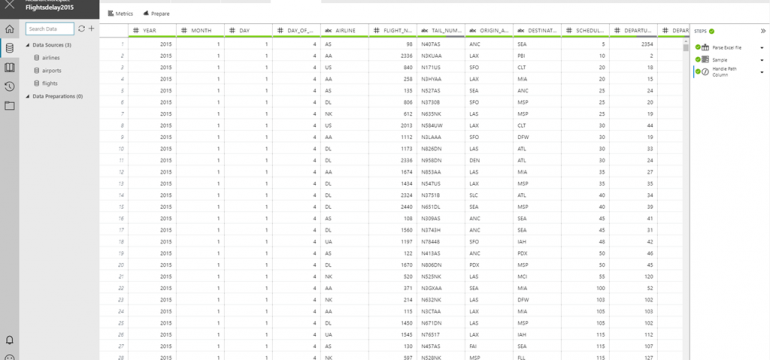 Flightsdelay2015
Metrics Prepare
Search Data
Data Sources (3)
airlines
airports
flights
Data Preparations (0)
YEAR MONTH DAY DAY_OF_... AIRLINE FLIGHT_N... TAIL_NUM... ORIGIN_A... DESTINAT... SCHEDUL... DEPARTU... DEPAR
1 2015 1 1 4 AS 98 N407AS ANC SEA 5 2354
2 2015 1 1 4 AA 2336 N3KUAA LAX PBI 10 2
3 2015 1 1 4 US 840 N171US SFO CLT 20 18
4 2015 1 1 4 AA 258 N3HYAA LAX MIA 20 15
5 2015 1 1 4 AS 135 N527AS SEA ANC 25 24
6 2015 1 1 4 DL 806 N3730B SFO MSP 25 20
7 2015 1 1 4 NK 612 N635NK LAS MSP 25 19
8 2015 1 1 4 US 2013 N584UW LAX CLT 30 44
9 2015 1 1 4 AA 1112 N3LAAA SFO DFW 30 19
10 2015 1 1 4 DL 1173 N826DN LAS ATL 30 33
11 2015 1 1 4 DL 2336 N958DN DEN ATL 30 24
12 2015 1 1 4 AA 1674 N853AA LAS MIA 35 27
13 2015 1 1 4 DL 1434 N547US LAX MSP 35 35
14 2015 1 1 4 DL 2324 N3751B SLC ATL 40 34
15 2015 1 1 4 DL 2440 N651DL SEA MSP 40 39
16 2015 1 1 4 AS 108 N309AS ANC SEA 45 41
17 2015 1 1 4 DL 1560 N3743H ANC SEA 45 31
18 2015 1 1 4 UA 1197 N78448 SFO IAH 48 42
19 2015 1 1 4 AS 122 N413AS ANC PDX 50 46
20 2015 1 1 4 DL 1670 N806DN PDX MSP 50 45
21 2015 1 1 4 NK 520 N525NK LAS MCI 55 120
22 2015 1 1 4 AA 371 N3GXAA SEA MIA 100 52
23 2015 1 1 4 NK 214 N632NK LAS DFW 103 102
24 2015 1 1 4 AA 115 N3CTAA LAX MIA 105 103
25 2015 1 1 4 DL 1450 N671DN LAS MSP 105 102
26 2015 1 1 4 UA 1545 N76517 LAX IAH 115 112
27 2015 1 1 4 AS 130 N457AS FAI SEA 115 107
28 2015 1 1 4 NK 597 N528NK MSP FLL 115 127
STEPS
Parse Excel File
Sample
Handle Path
Column